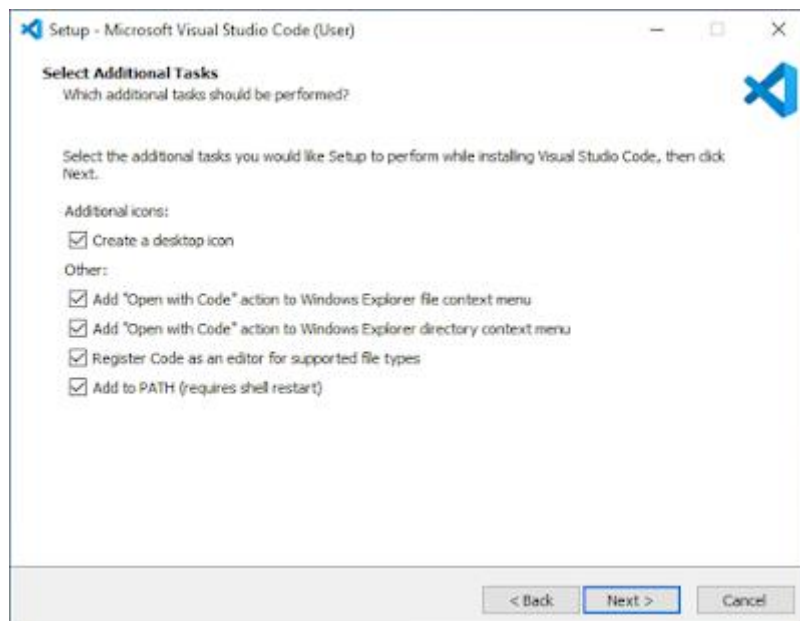 Setup - Microsoft Visual Studio Code (User)
Select Additional Tasks
Which additional tasks should be performed?
Select the additional tasks you would like Setup to perform while installing Visual Studio Code, then click
Next.
Additional icons:
Create a desktop icon
Other:
Add "Open with Code" action to Windows Explorer file context menu
Add "Open with Code" action to Windows Explorer directory context menu
Register Code as an editor for supported file types
Add to PATH (requires shell restart)
< Back Next > Cancel